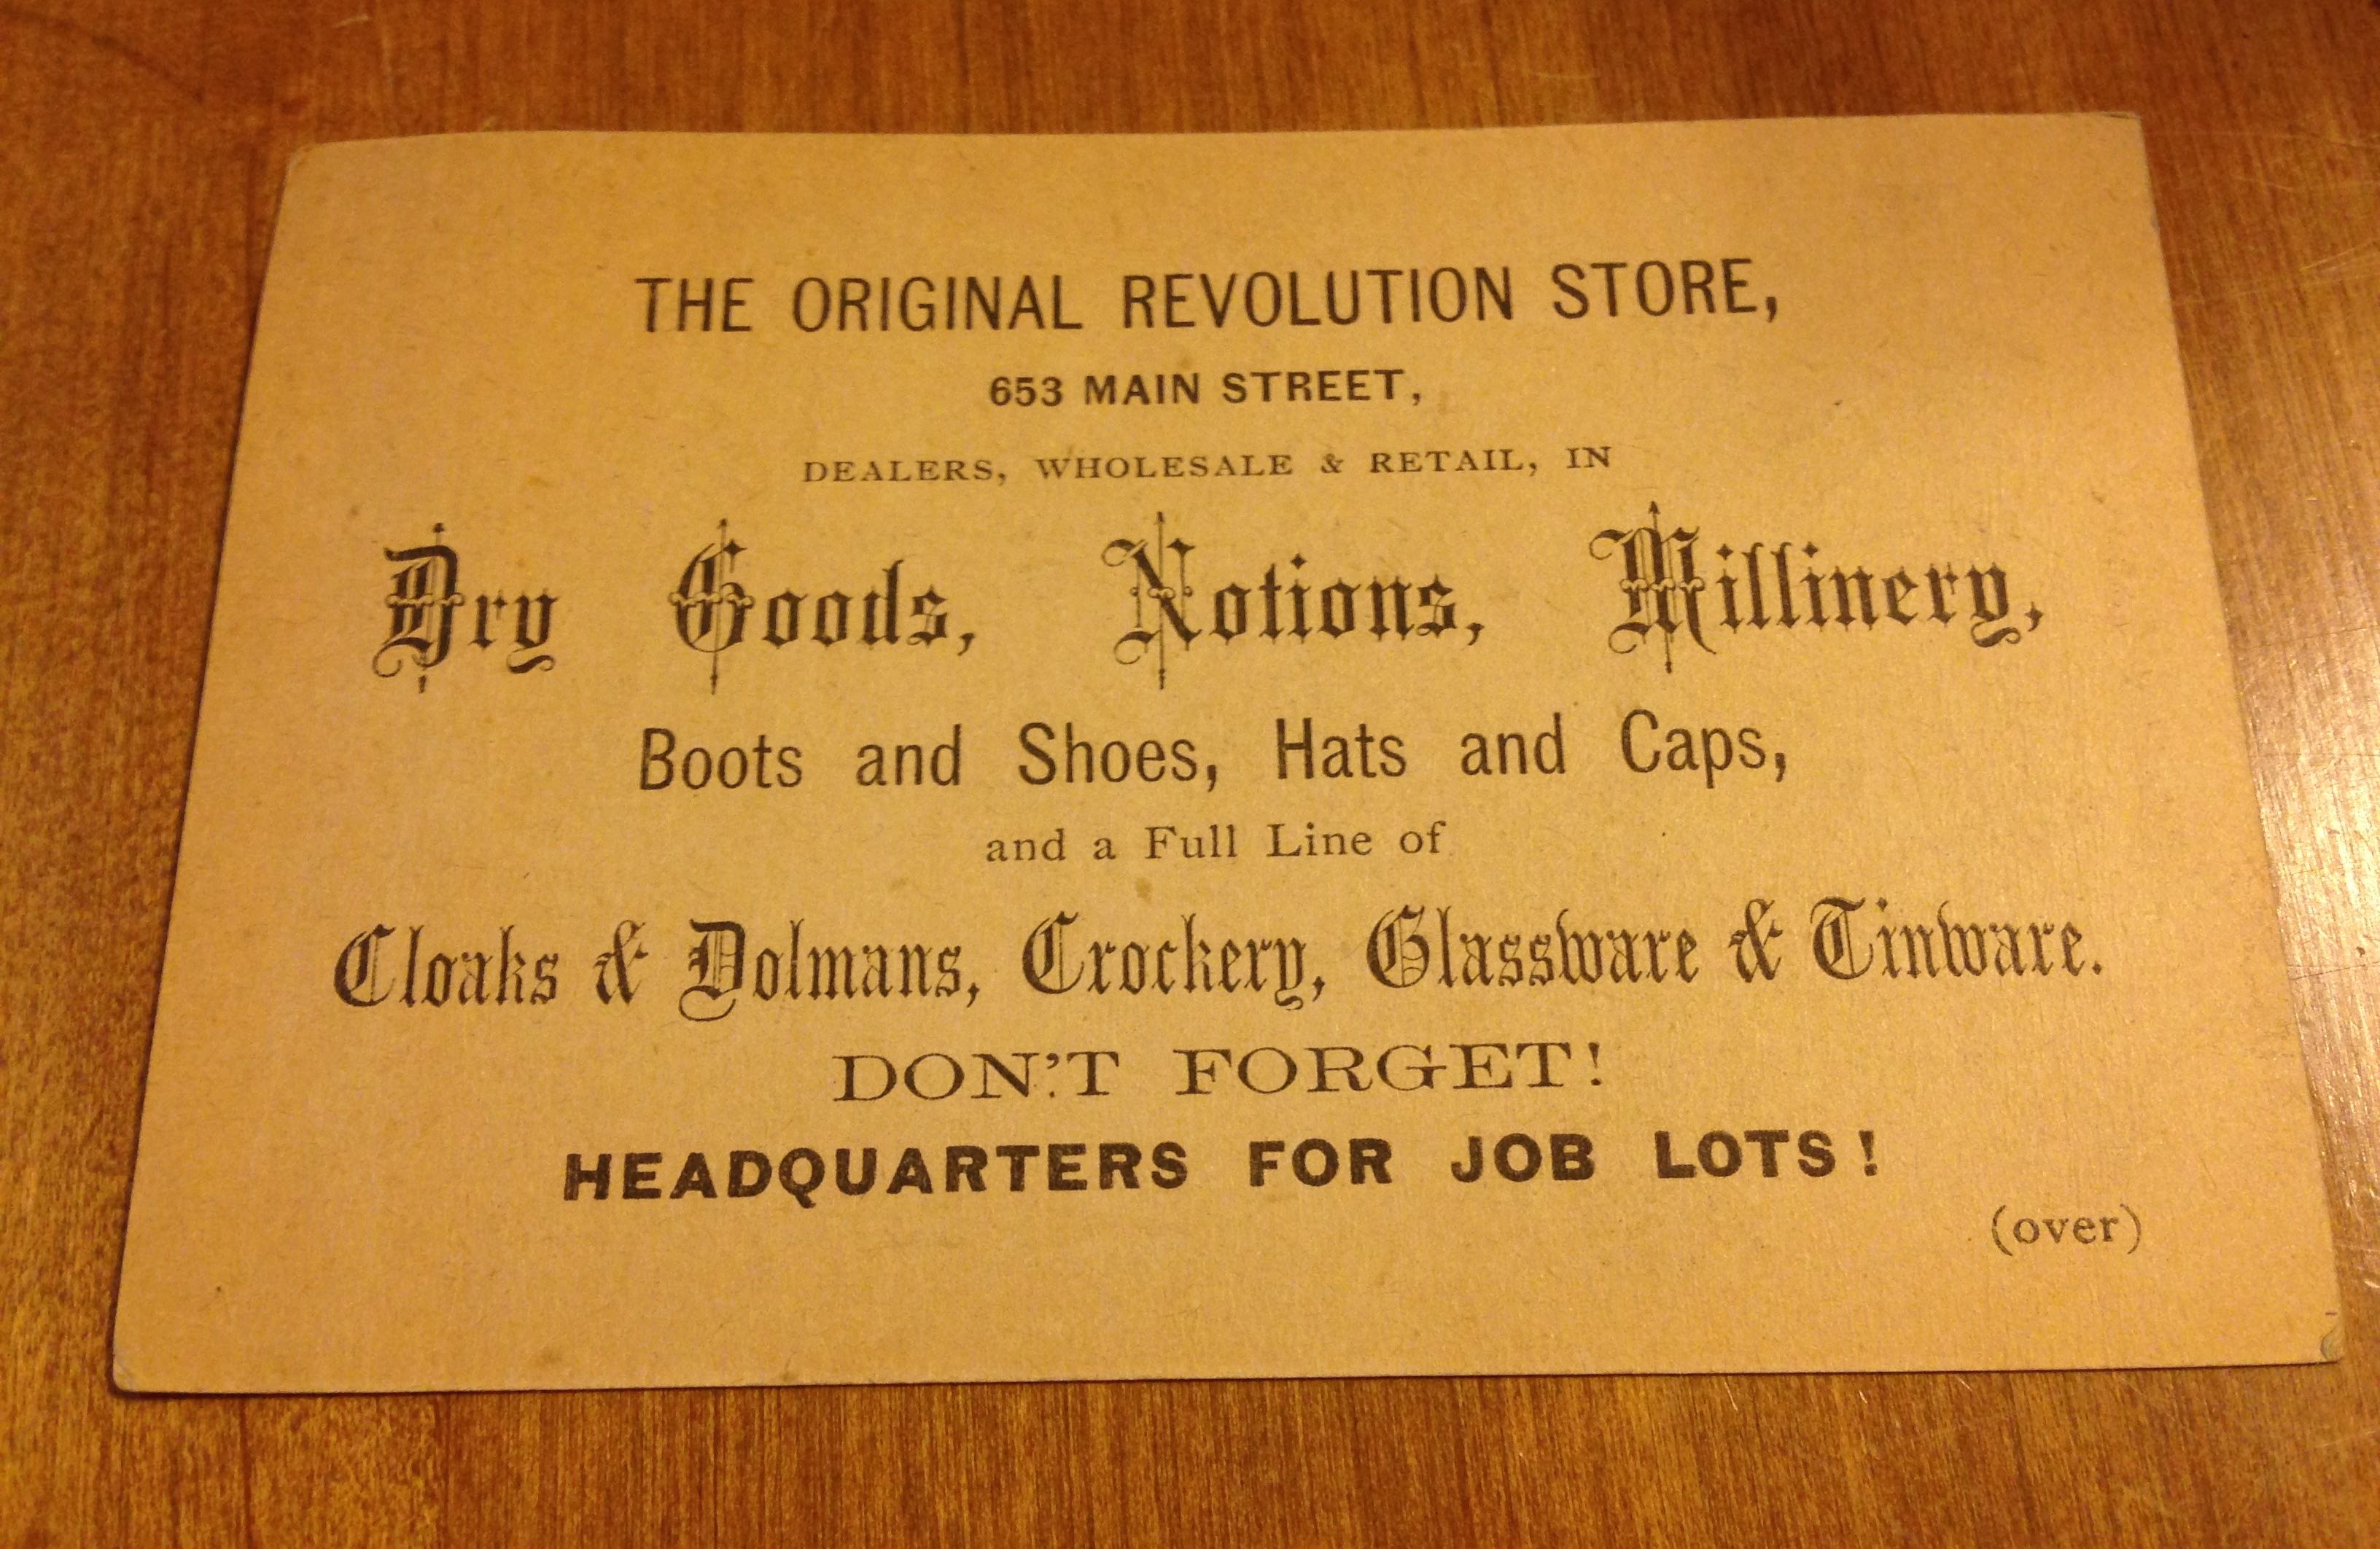 THE ORIGINAL REVOLUTION STORE,
653 MAIN STREET,
DEALERS, WHOLESALE & RETAIL, IN
Dry Goods, Notions, Millinery,
Boots and Shoes, Hats and Caps,
and a Full Line of
Cloaks & Dolmans, Crockery, Glassware & Tinware.
DON'T FORGET!
HEADQUARTERS FOR JOB LOTS!
(over)